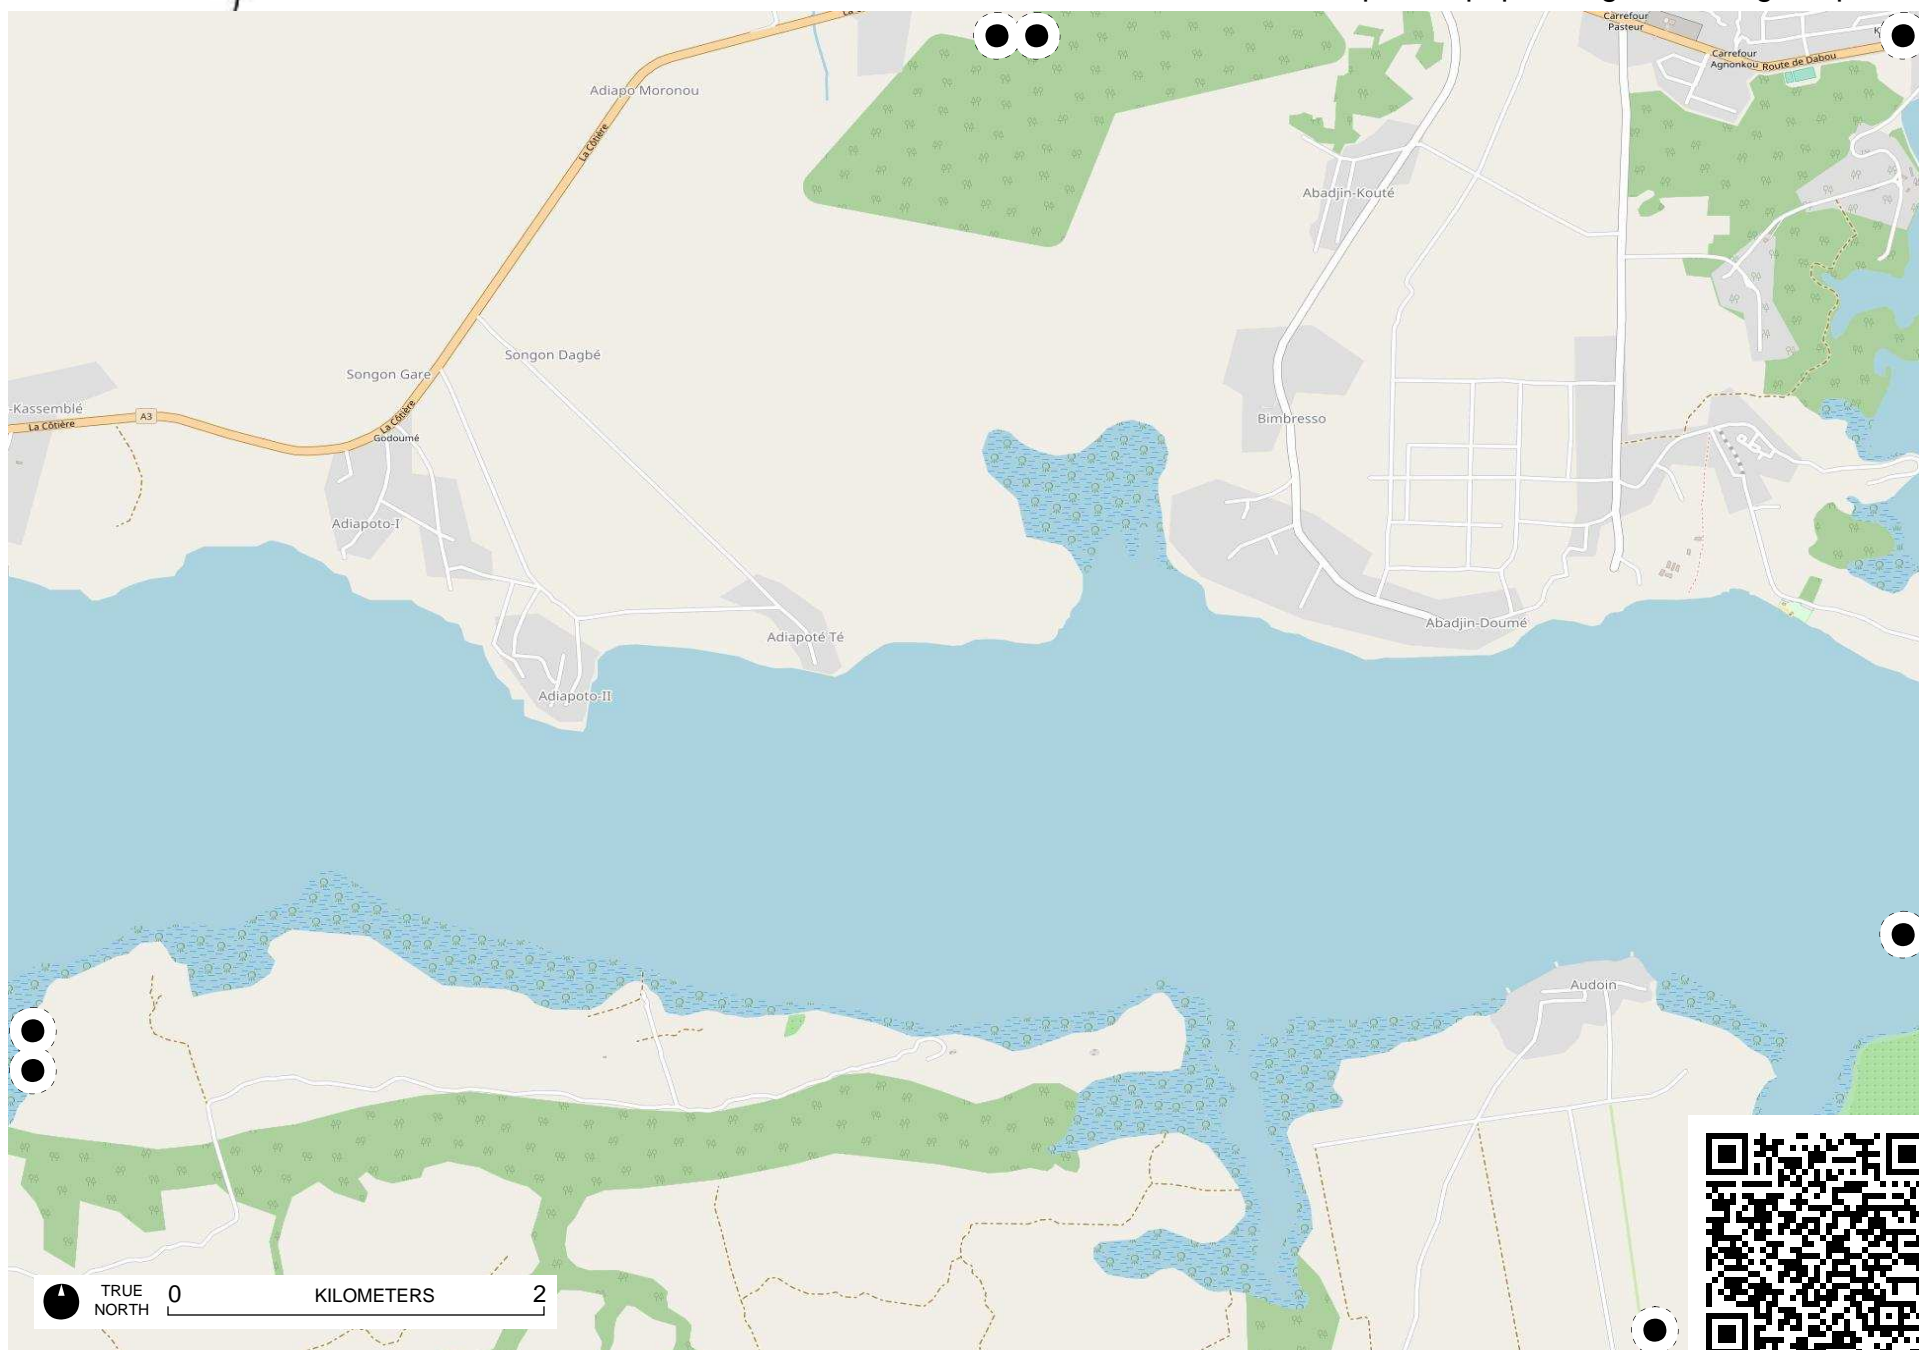 Carrefour
Pasteur
Carrefour
Agnonkou
Route de Dabou
Adiapo Moronou
La Côtière
Abadjin-Kouté
Songon Dagbé
Songon Gare
-Kassemblé
A3
La Côtière
La Côtière
Godoumé
Bimbresso
Adiapoto-I
Abadjin-Doumé
Adiapoté Té
Adiapoto-II
Audoin
TRUE
NORTH
0 KILOMETERS 2